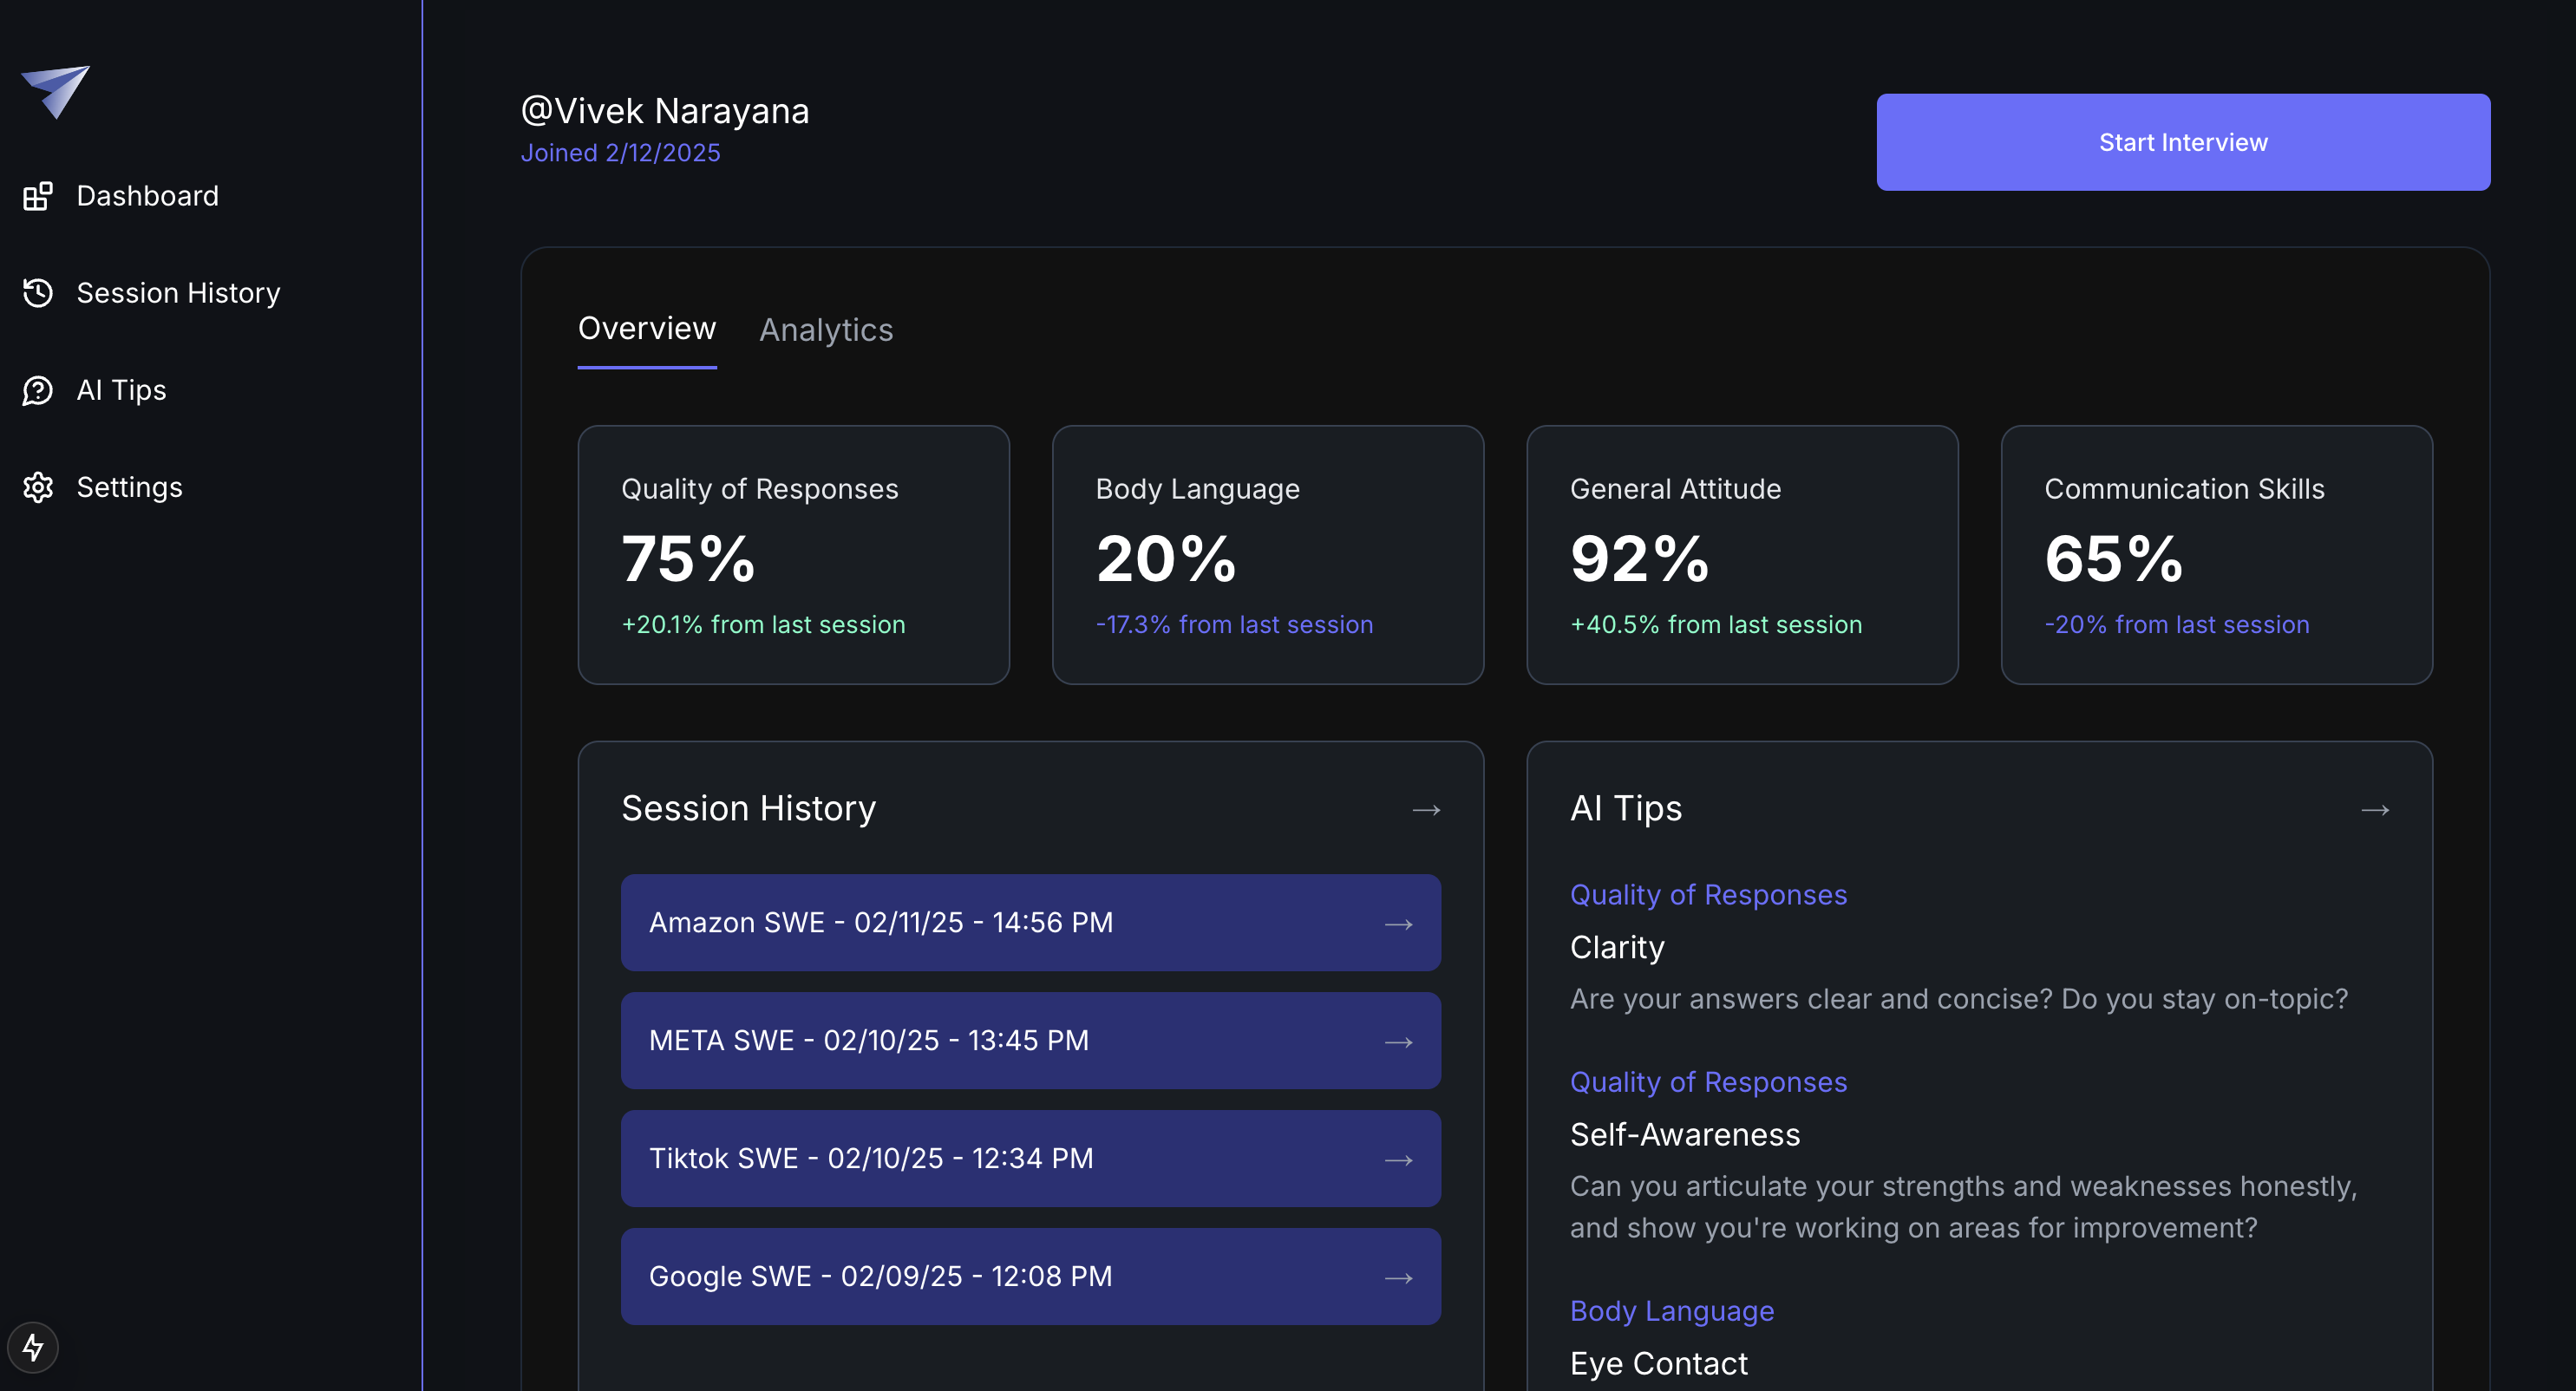 Dashboard
Session History
AI Tips
Settings
@Vivek Narayana
Joined 2/12/2025
Start Interview
Overview
Analytics
Quality of Responses
75%
+20.1% from last session
Body Language
20%
-17.3% from last session
General Attitude
92%
+40.5% from last session
Communication Skills
65%
-20% from last session
Session History
Amazon SWE - 02/11/25 - 14:56 PM
META SWE - 02/10/25 - 13:45 PM
Tiktok SWE - 02/10/25 - 12:34 PM
Google SWE - 02/09/25 - 12:08 PM
AI Tips
Quality of Responses
Clarity
Are your answers clear and concise? Do you stay on-topic?
Quality of Responses
Self-Awareness
Can you articulate your strengths and weaknesses honestly,
and show you're working on areas for improvement?
Body Language
Eye Contact